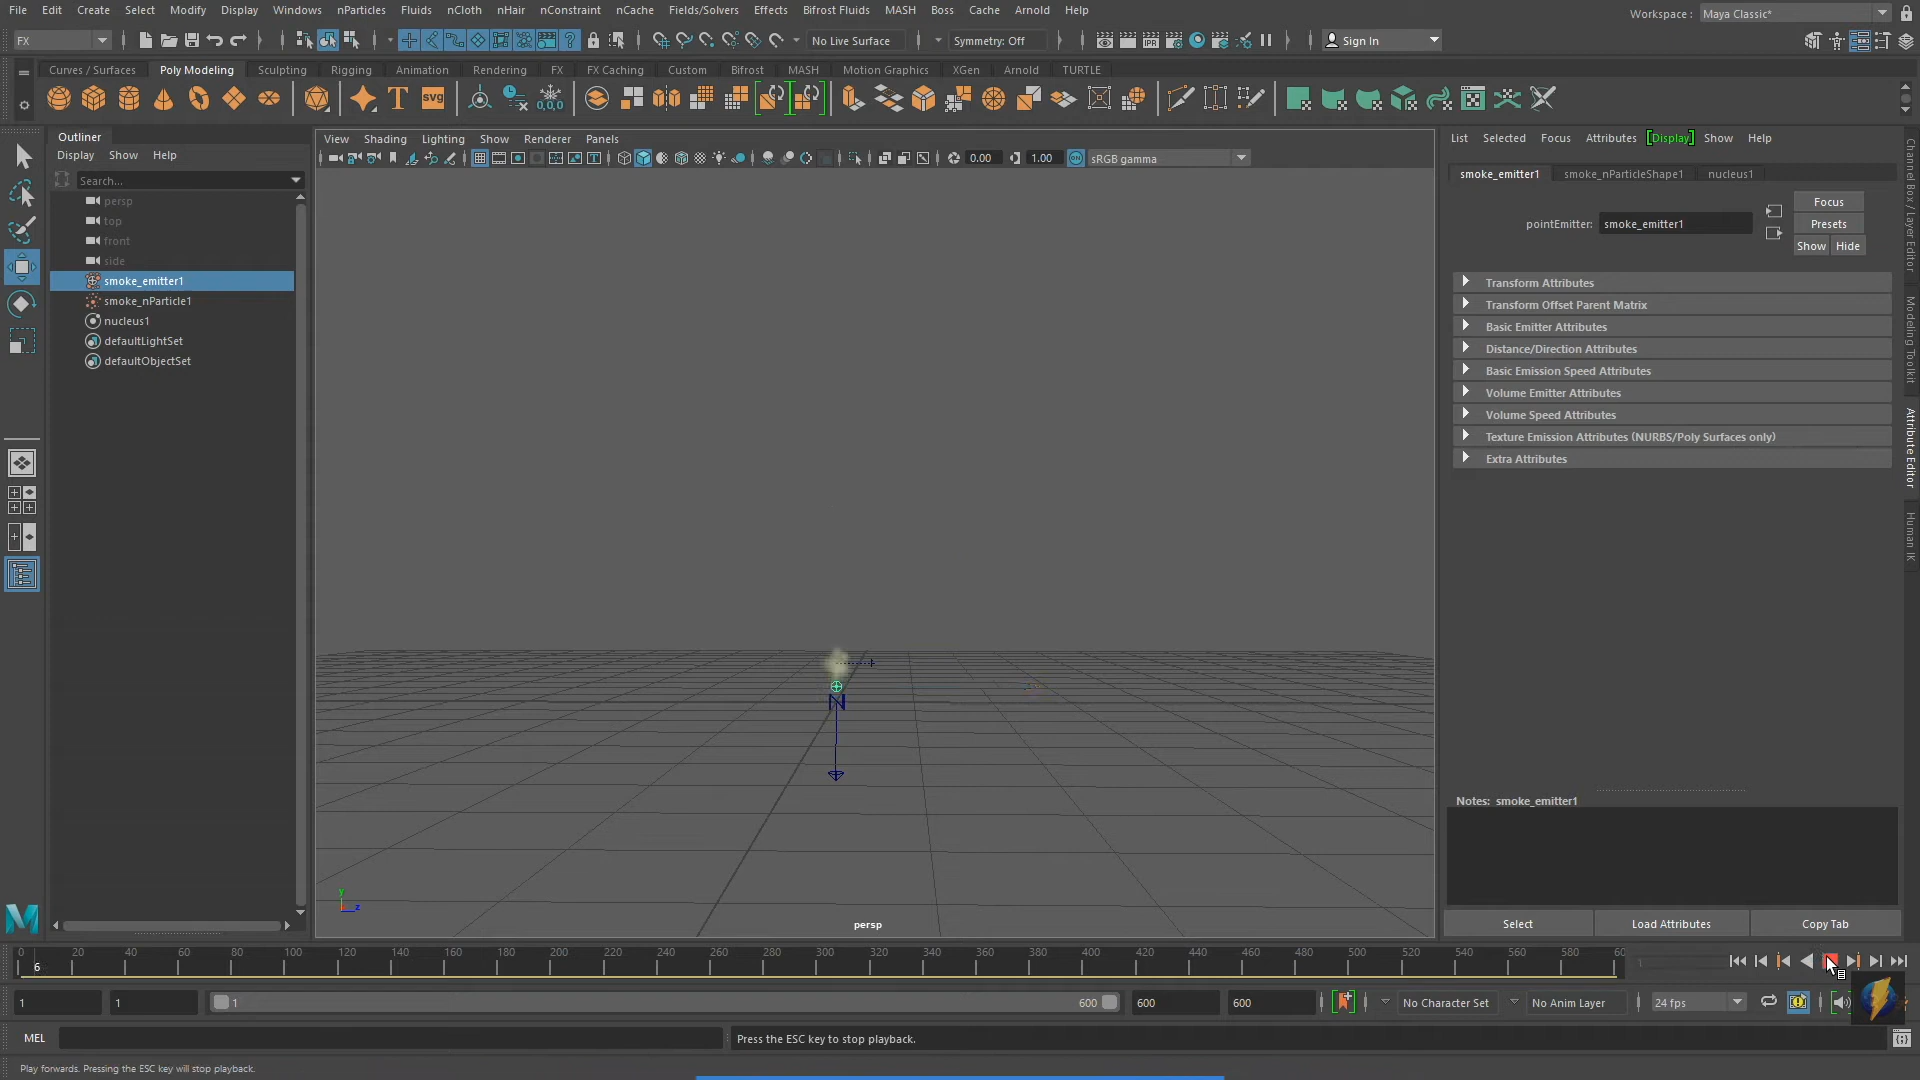 File Edit Create Select Modify Display Windows nParticles Fluids nCloth nHair nConstraint nCache Fields/Solvers Effects Bifrost Fluids MASH Boss Cache Arnold Help
Workspace : Maya Classic*
FX No Live Surface Symmetry: Off IPR Sign In
Curves / Surfaces Poly Modeling Sculpting Rigging Animation Rendering FX FX Caching Custom Bifrost MASH Motion Graphics XGen Arnold TURTLE
T SVG 0,0,0
Outliner
Display Show Help
Search...
persp
top
front
side
smoke_emitter1
smoke_nParticle1
nucleus1
defaultLightSet
defaultObjectSet
View Shading Lighting Show Renderer Panels
0.00 1.00 ON sRGB gamma
N
y
z
persp
List Selected Focus Attributes Display Show Help
smoke_emitter1 smoke_nParticleShape1 nucleus1
Focus
pointEmitter: smoke_emitter1 Presets
Show Hide
Transform Attributes
Transform Offset Parent Matrix
Basic Emitter Attributes
Distance/Direction Attributes
Basic Emission Speed Attributes
Volume Emitter Attributes
Volume Speed Attributes
Texture Emission Attributes (NURBS/Poly Surfaces only)
Extra Attributes
Notes: smoke_emitter1
Select Load Attributes Copy Tab
Channel Box / Layer Editor
Modeling Toolkit
Attribute Editor
Human IK
M
0 20 40 60 80 100 120 140 160 180 200 220 240 260 280 300 320 340 360 380 400 420 440 460 480 500 520 540 560 580 60
6 1
1 1 1 600 600 600 No Character Set No Anim Layer 24 fps
MEL Press the ESC key to stop playback.
Play forwards. Pressing the ESC key will stop playback.